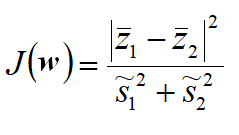 J(w) = |z̄₁ − z̄₂|² / (s̃₁² + s̃₂²)